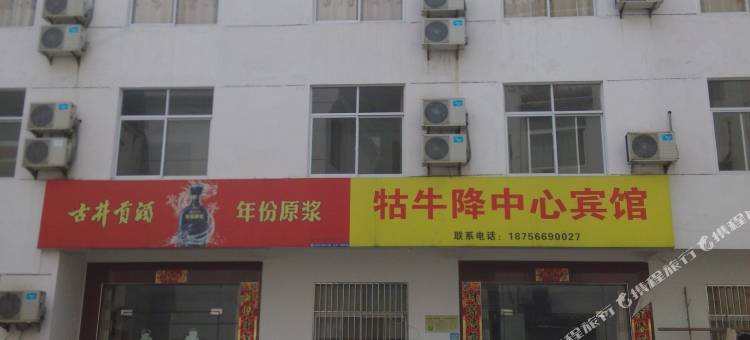 古井贡酒
年份原浆
牯牛降中心宾馆
联系电话：18756690027
携程旅行
携程旅行